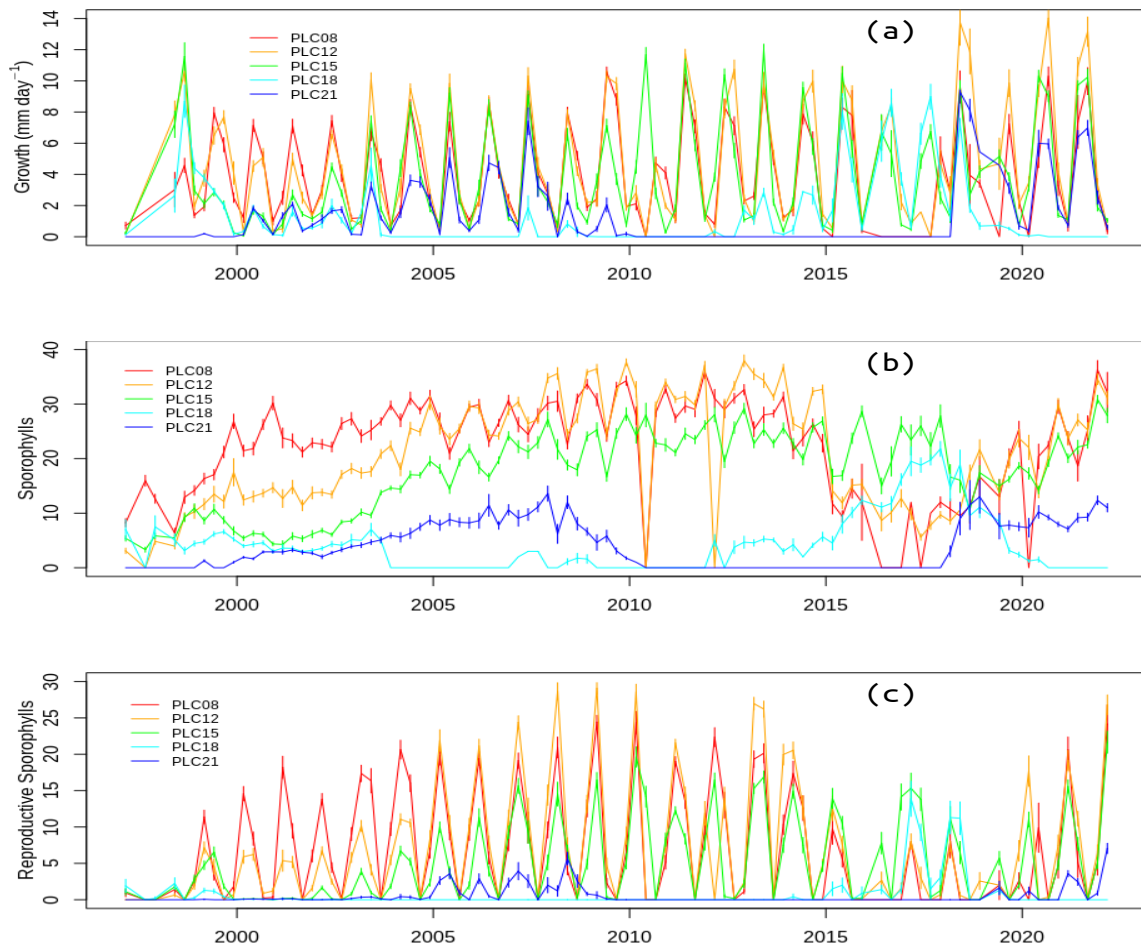 (a)
Growth (mm day⁻¹)
0 2 4 6 8 10 12 14
PLC08
PLC12
PLC15
PLC18
PLC21
2000 2005 2010 2015 2020
(b)
Sporophylls
0 10 20 30 40
PLC08
PLC12
PLC15
PLC18
PLC21
2000 2005 2010 2015 2020
(c)
Reproductive Sporophylls
0 5 10 15 20 25 30
PLC08
PLC12
PLC15
PLC18
PLC21
2000 2005 2010 2015 2020